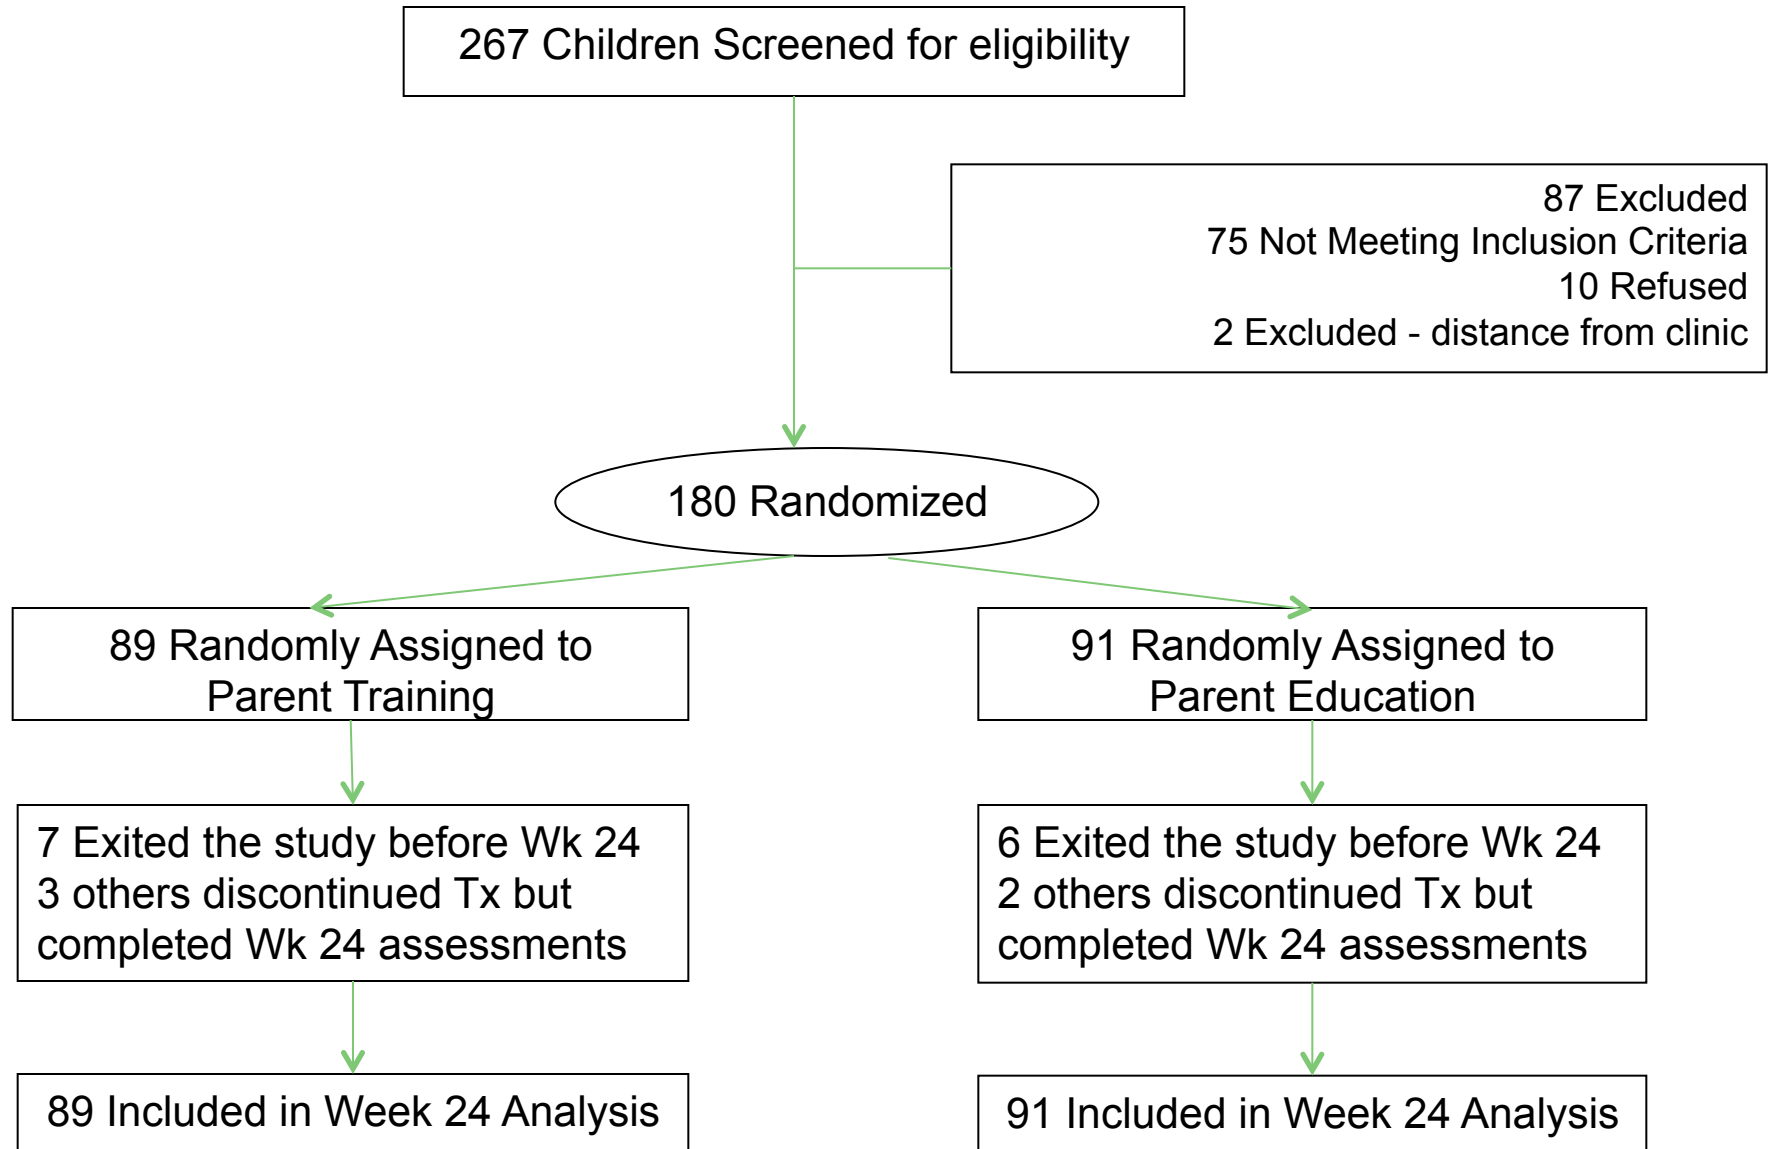 267 Children Screened for eligibility
87 Excluded
75 Not Meeting Inclusion Criteria
10 Refused
2 Excluded - distance from clinic
180 Randomized
89 Randomly Assigned to
Parent Training
91 Randomly Assigned to
Parent Education
7 Exited the study before Wk 24
3 others discontinued Tx but
completed Wk 24 assessments
6 Exited the study before Wk 24
2 others discontinued Tx but
completed Wk 24 assessments
89 Included in Week 24 Analysis
91 Included in Week 24 Analysis